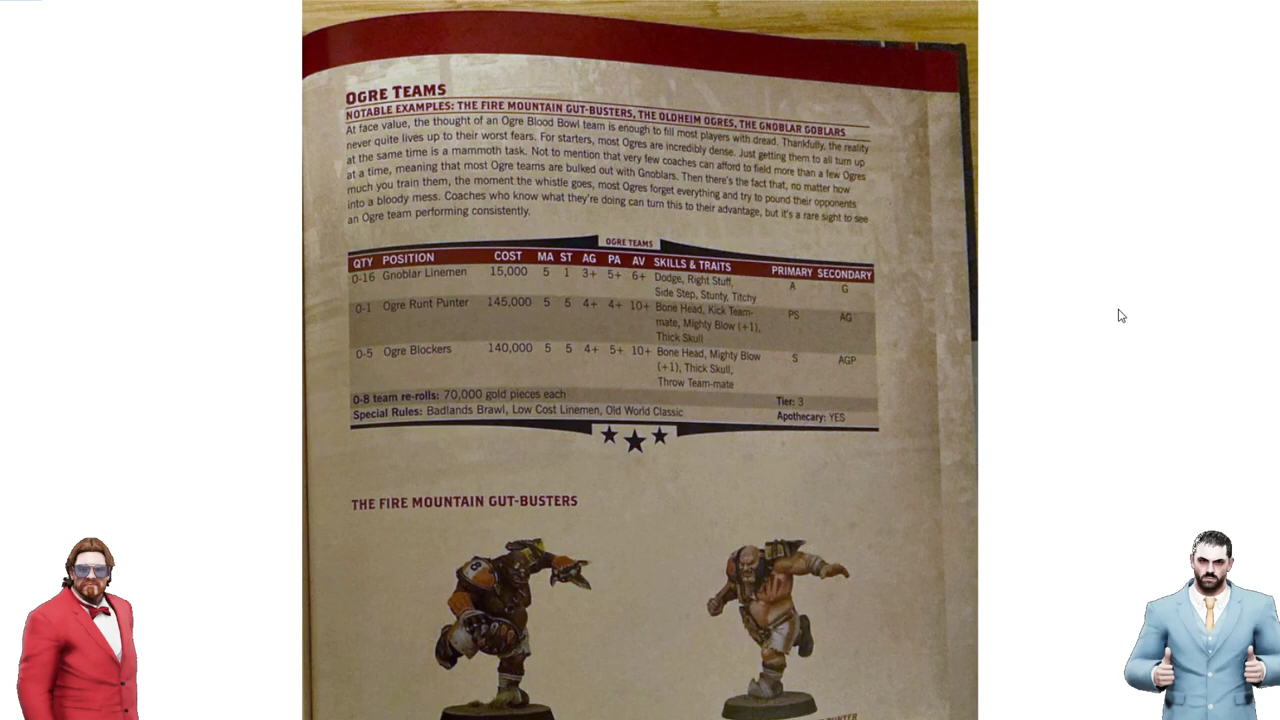 OGRE TEAMS
NOTABLE EXAMPLES: THE FIRE MOUNTAIN GUT-BUSTERS, THE OLDHEIM OGRES, THE GNOBLAR GOBLARS
At face value, the thought of an Ogre Blood Bowl team is enough to fill most players with dread. Thankfully, the reality
never quite lives up to their worst fears. For starters, most Ogres are incredibly dense. Just getting them to all turn up
at the same time is a mammoth task. Not to mention that very few coaches can afford to field more than a few Ogres
at a time, meaning that most Ogre teams are bulked out with Gnoblars. Then there's the fact that, no matter how
much you train them, the moment the whistle goes, most Ogres forget everything and try to pound their opponents
into a bloody mess. Coaches who know what they're doing can turn this to their advantage, but it's a rare sight to see
an Ogre team performing consistently.
OGRE TEAMS
QTY POSITION COST MA ST AG PA AV SKILLS & TRAITS PRIMARY SECONDARY
0-16 Gnoblar Linemen 15,000 5 1 3+ 5+ 6+ Dodge, Right Stuff, A G
Side Step, Stunty, Titchy
0-1 Ogre Runt Punter 145,000 5 5 4+ 4+ 10+ Bone Head, Kick Team- PS AG
mate, Mighty Blow (+1),
Thick Skull
0-5 Ogre Blockers 140,000 5 5 4+ 5+ 10+ Bone Head, Mighty Blow S AGP
(+1), Thick Skull,
Throw Team-mate
0-8 team re-rolls: 70,000 gold pieces each Tier: 3
Special Rules: Badlands Brawl, Low Cost Linemen, Old World Classic Apothecary: YES
THE FIRE MOUNTAIN GUT-BUSTERS
8